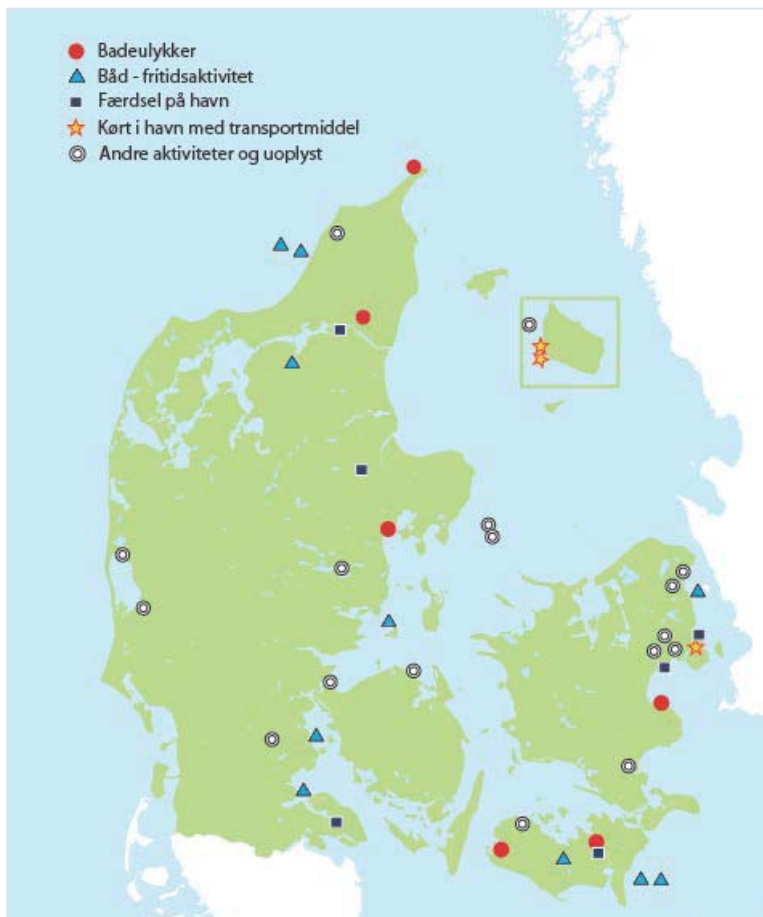 Badeulykker
Båd - fritidsaktivitet
Færdsel på havn
Kørt i havn med transportmiddel
Andre aktiviteter og uoplyst